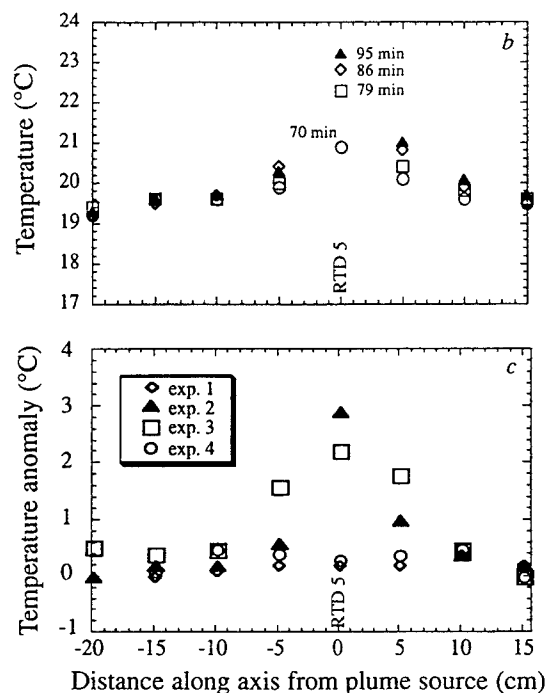 b
24
23
22
21
20
19
18
17
Temperature (°C)
95 min
86 min
79 min
70 min
RTD 5
c
4
3
2
1
0
-1
Temperature anomaly (°C)
exp. 1
exp. 2
exp. 3
exp. 4
RTD 5
-20 -15 -10 -5 0 5 10 15
Distance along axis from plume source (cm)